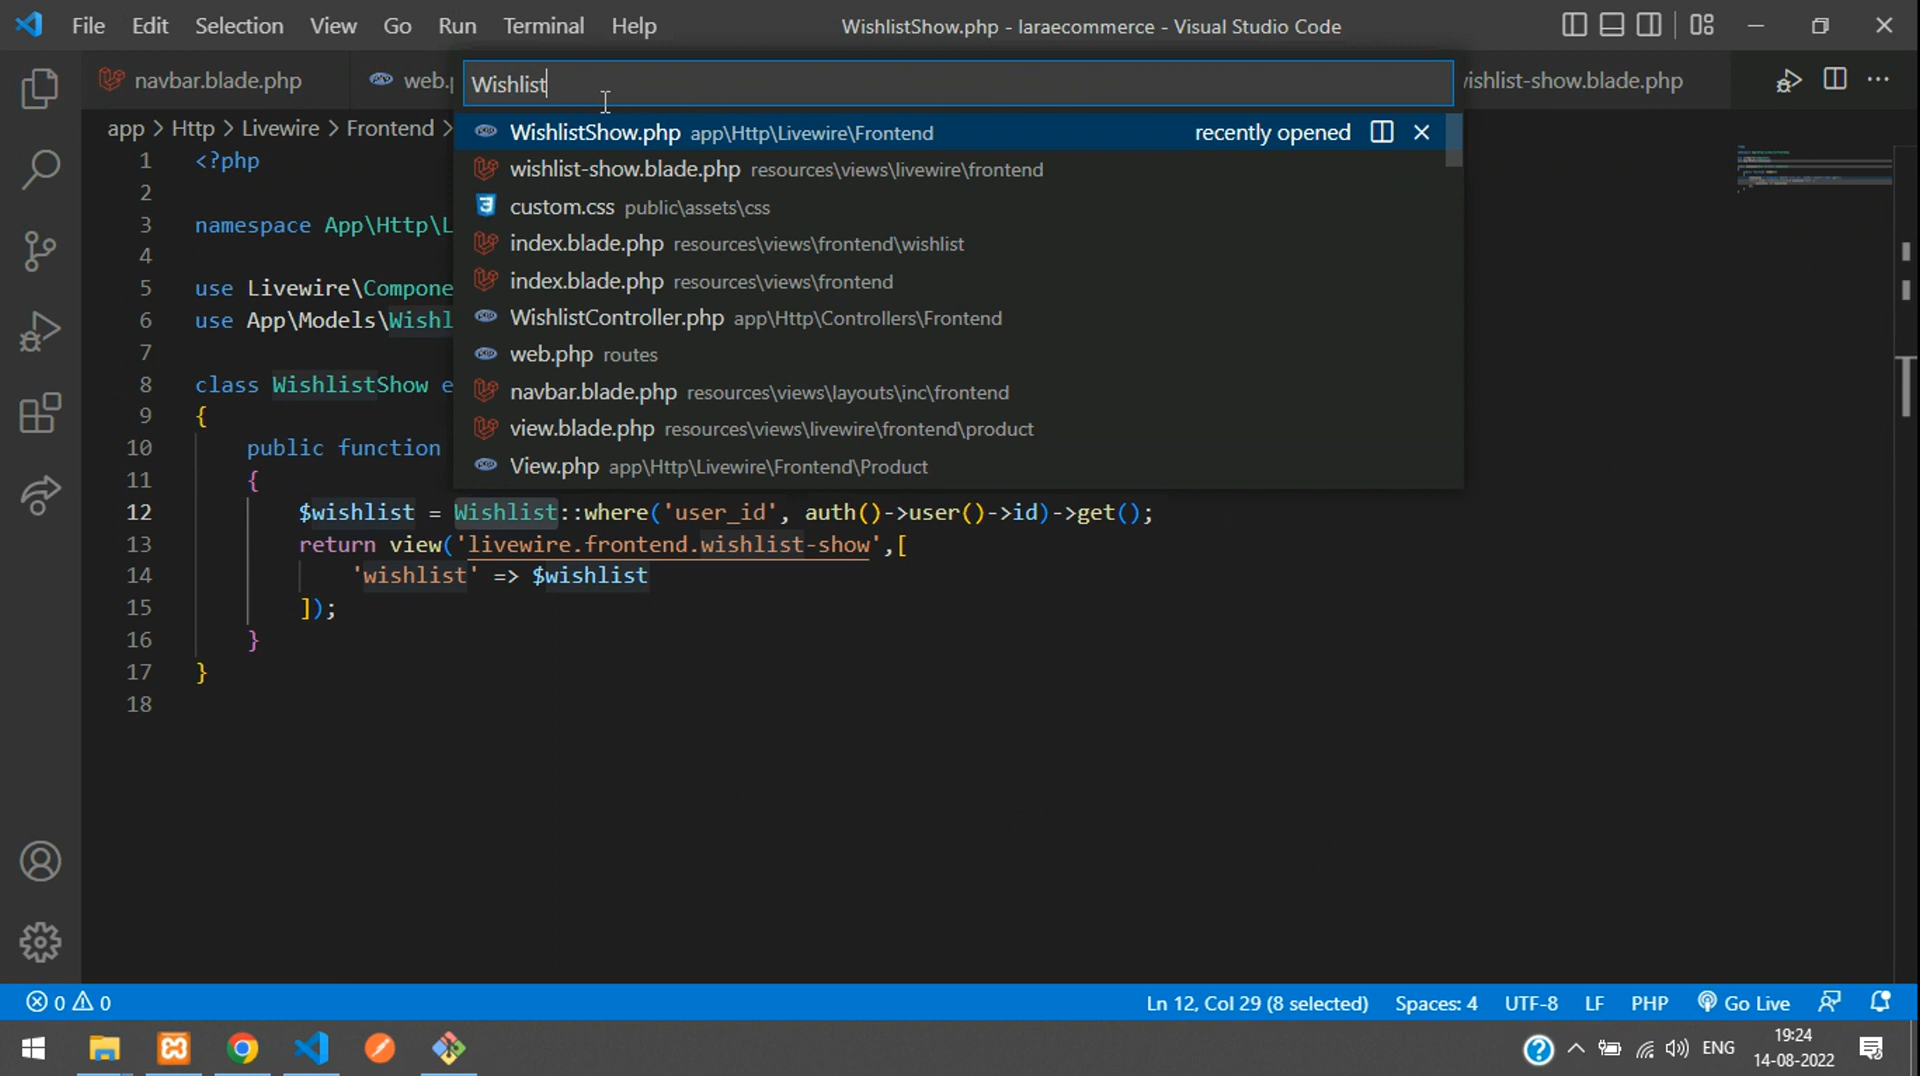 File Edit Selection View Go Run Terminal Help WishlistShow.php - laraecommerce - Visual Studio Code
navbar.blade.php web.p wishlist-show.blade.php
Wishlist
app > Http > Livewire > Frontend >
WishlistShow.php app\Http\Livewire\Frontend recently opened
wishlist-show.blade.php resources\views\livewire\frontend
custom.css public\assets\css
index.blade.php resources\views\frontend\wishlist
index.blade.php resources\views\frontend
WishlistController.php app\Http\Controllers\Frontend
web.php routes
navbar.blade.php resources\views\layouts\inc\frontend
view.blade.php resources\views\livewire\frontend\product
View.php app\Http\Livewire\Frontend\Product
1 <?php
2
3 namespace App\Http\L
4
5 use Livewire\Compone
6 use App\Models\Wishl
7
8 class WishlistShow e
9 {
10 public function
11 {
12 $wishlist = Wishlist::where('user_id', auth()->user()->id)->get();
13 return view('livewire.frontend.wishlist-show',[
14 'wishlist' => $wishlist
15 ]);
16 }
17 }
18
0 0 Ln 12, Col 29 (8 selected) Spaces: 4 UTF-8 LF PHP Go Live
ENG 19:24
14-08-2022